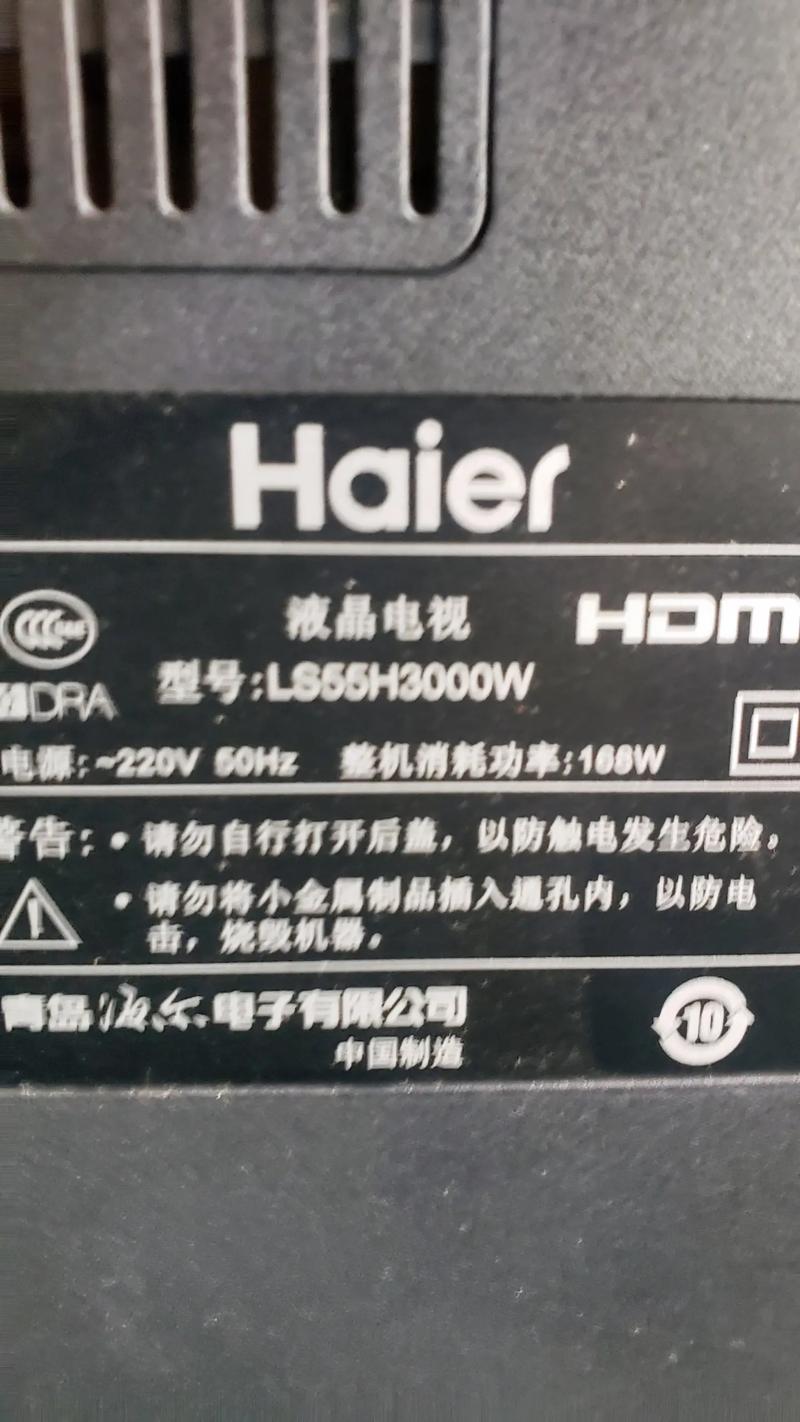 Haier
液晶电视
HDM
型号:LS55H3000W
DRA
电源:~220V 50Hz 整机消耗功率:168W
警告: • 请勿自行打开后盖，以防触电发生危险。
• 请勿将小金属制品插入通孔内，以防电
击，烧毁机器。
青岛海尔电子有限公司
10
中国制造